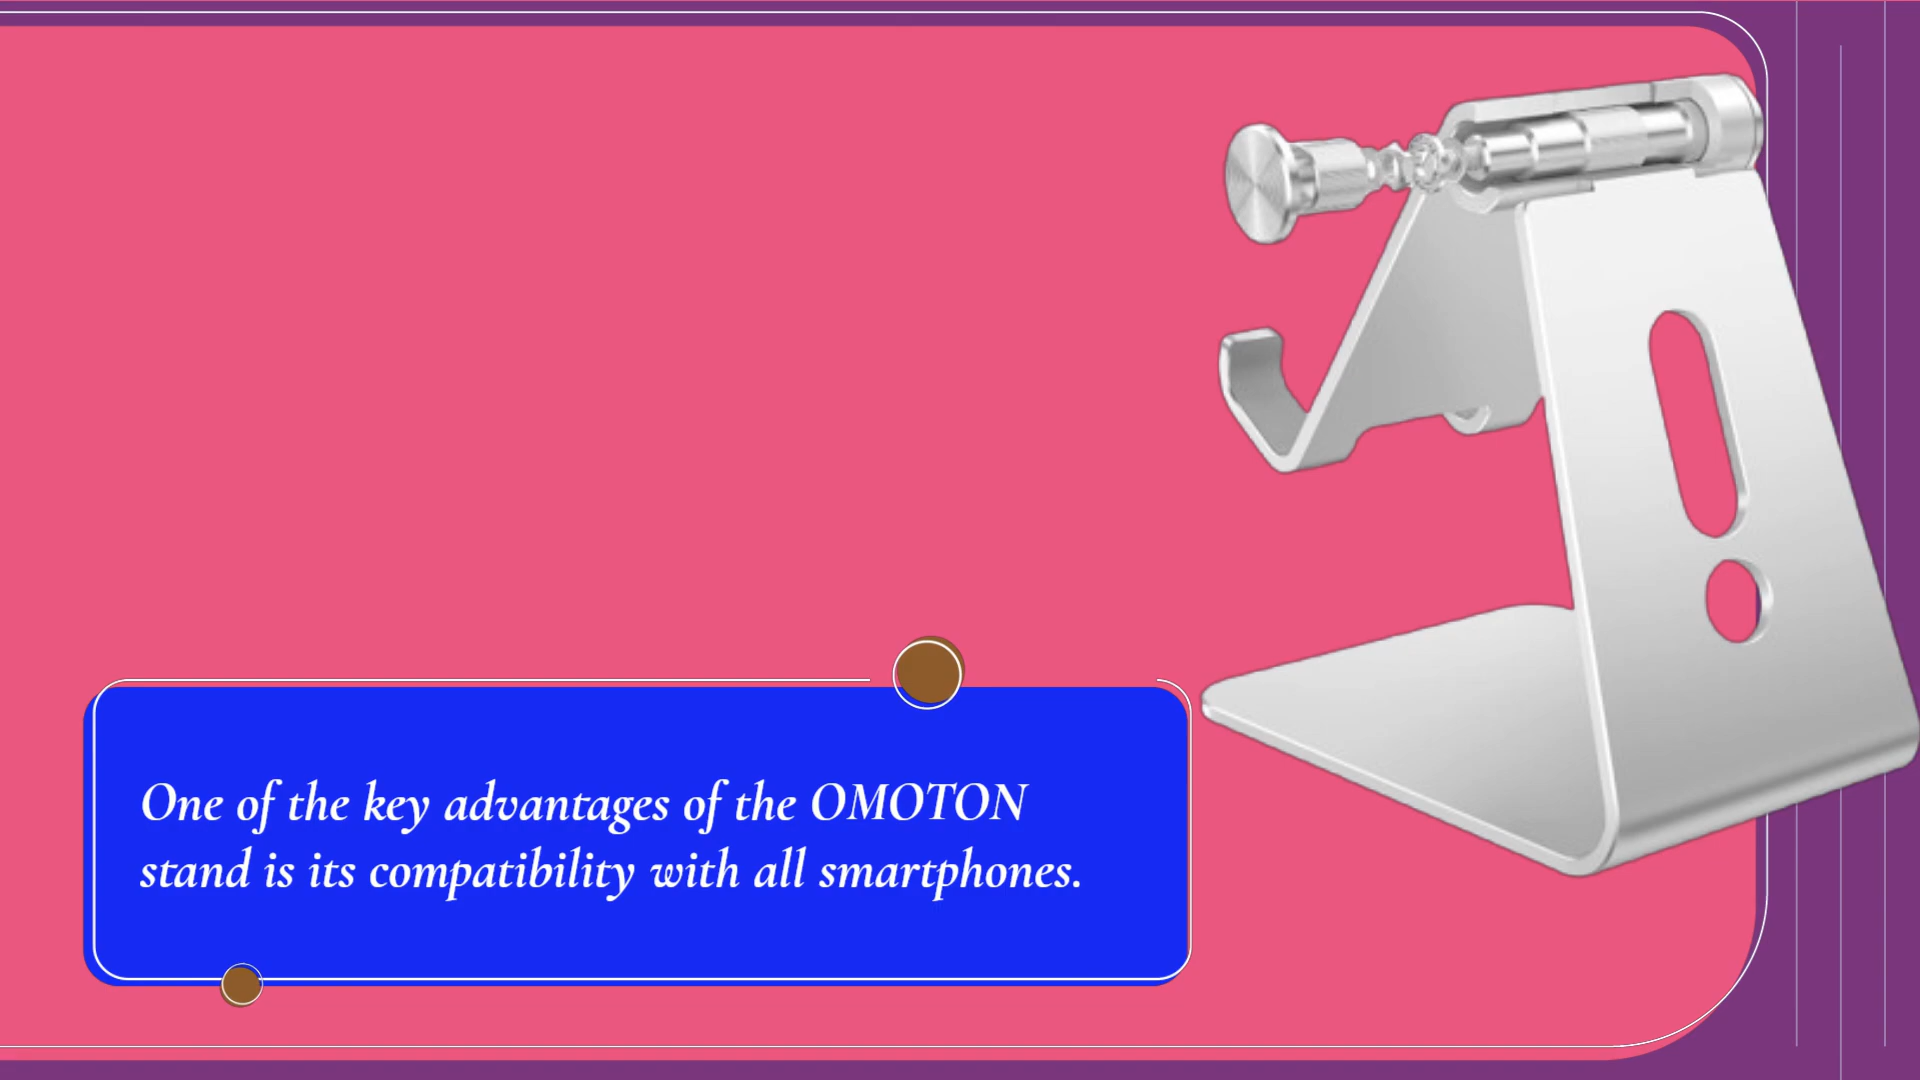 One of the key advantages of the OMOTON
stand is its compatibility with all smartphones.